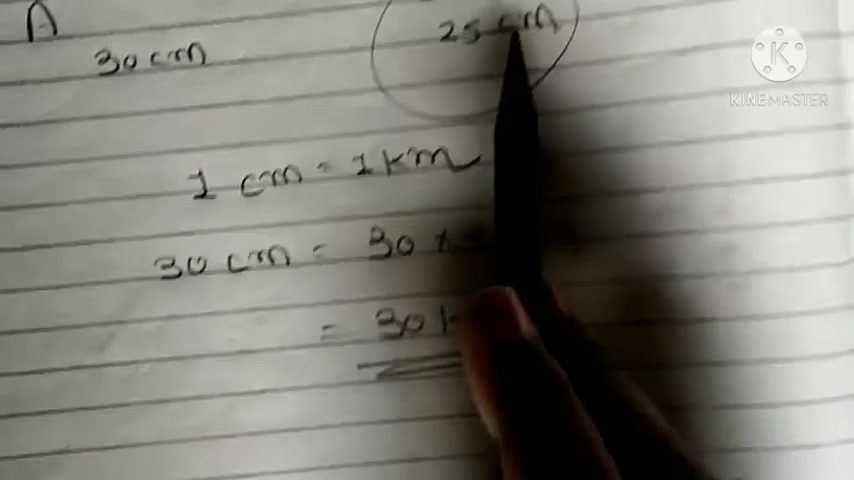 A
25 cm
30 cm
1 cm = 1 km
30 cm = 30 ×
= 30 k
K
KINEMASTER